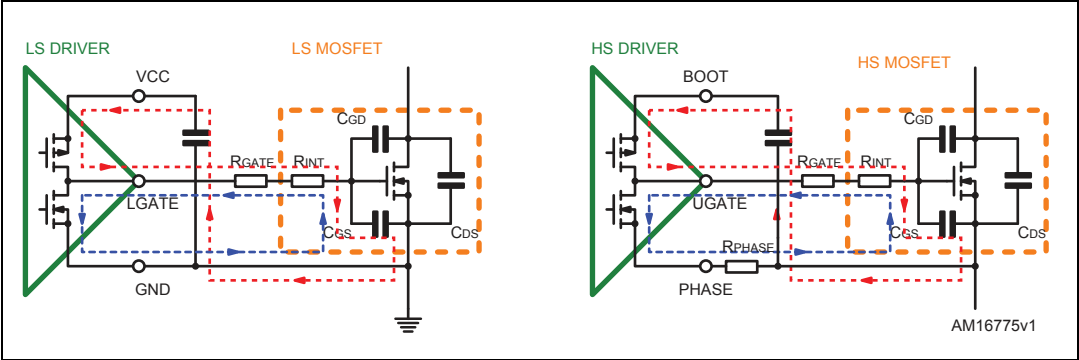 LS DRIVER
LS MOSFET
VCC
CGD
RGATE
RINT
LGATE
CGS
CDS
GND
HS DRIVER
HS MOSFET
BOOT
CGD
RGATE
RINT
UGATE
CGS
CDS
RPHASE
PHASE
AM16775v1